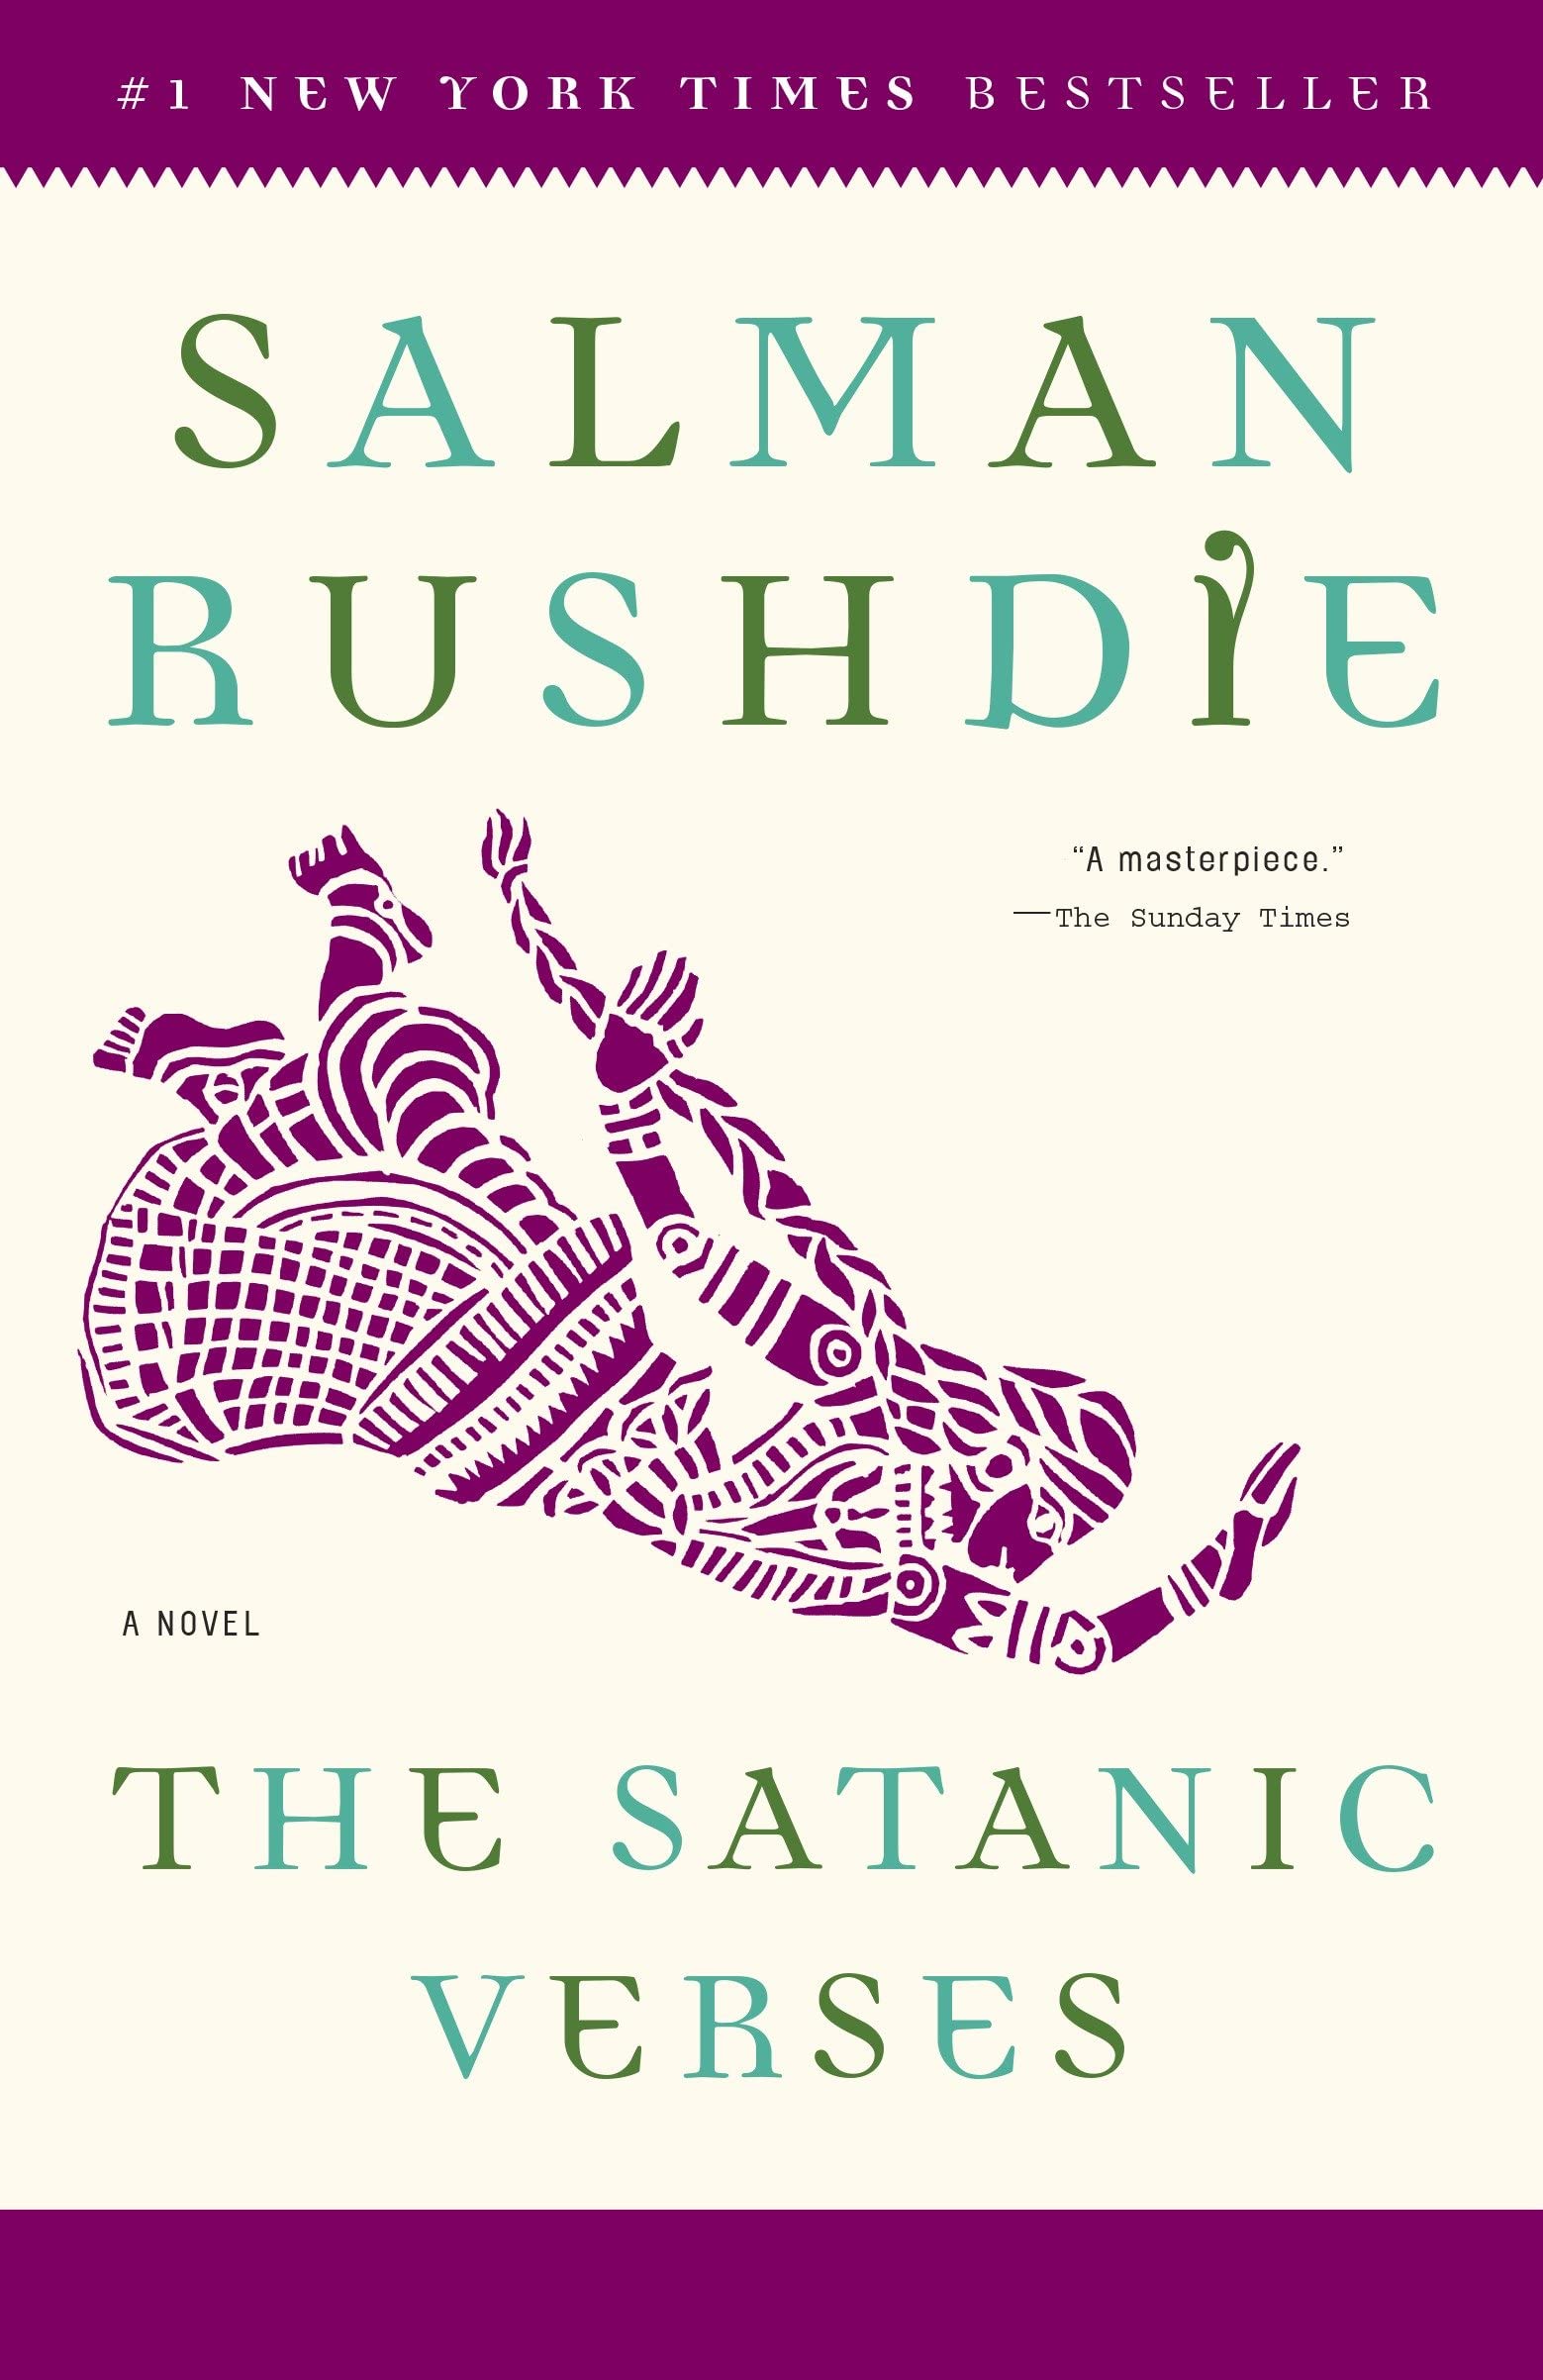 #1 NEW YORK TIMES BESTSELLER
SALMAN
RUSHDIE
“A masterpiece.”
—The Sunday Times
A NOVEL
THE SATANIC
VERSES